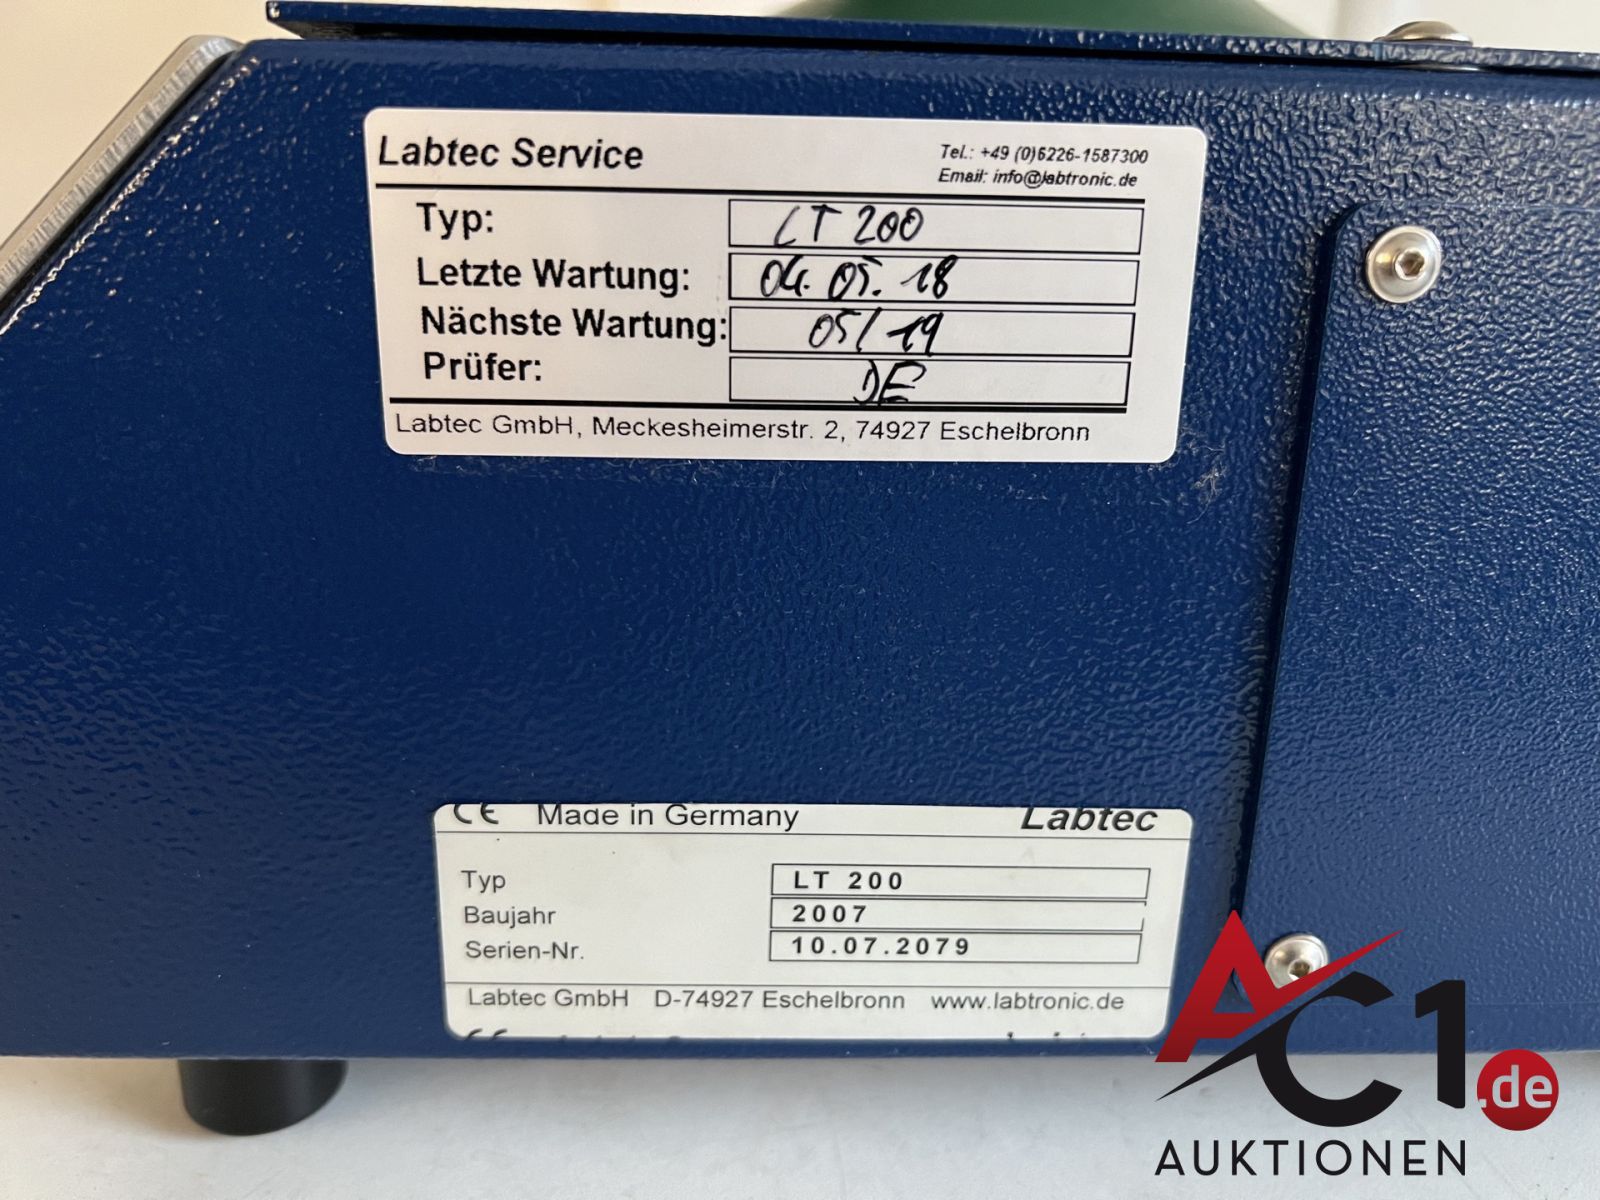 Labtec Service
Tel.: +49 (0)6226-1587300
Email: info@labtronic.de
Typ: LT 200
Letzte Wartung: 04.05.18
Nächste Wartung: 05/19
Prüfer: DE
Labtec GmbH, Meckesheimerstr. 2, 74927 Eschelbronn
CE Made in Germany Labtec
Typ LT 200
Baujahr 2007
Serien-Nr. 10.07.2079
Labtec GmbH D-74927 Eschelbronn www.labtronic.de
AC1.de
AUKTIONEN